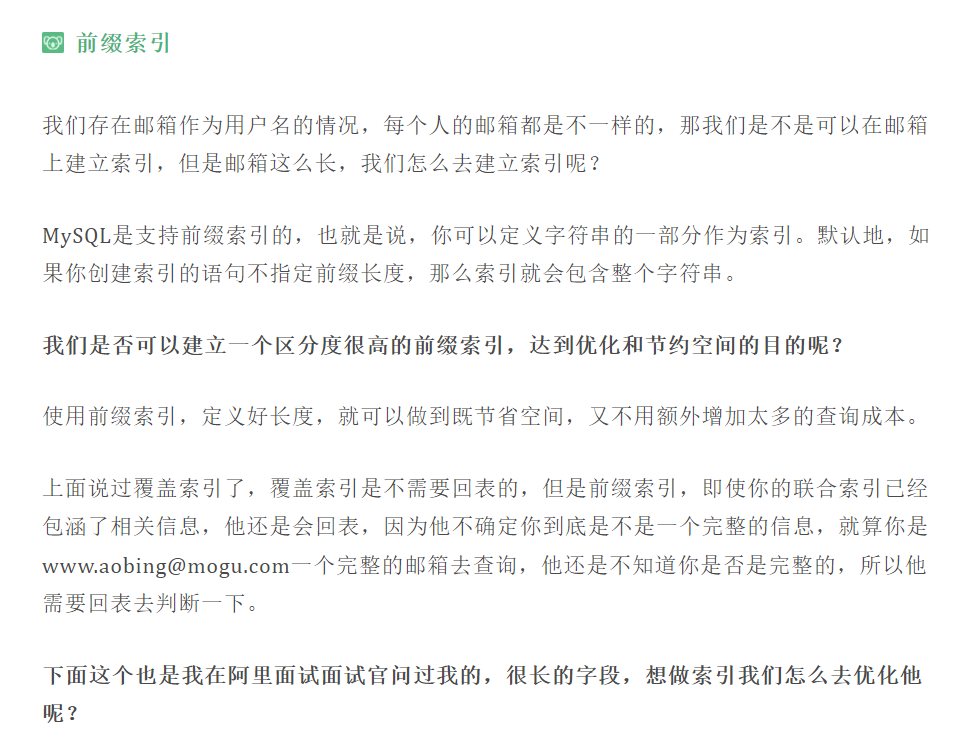 前缀索引
我们存在邮箱作为用户名的情况，每个人的邮箱都是不一样的，那我们是不是可以在邮箱
上建立索引，但是邮箱这么长，我们怎么去建立索引呢？
MySQL是支持前缀索引的，也就是说，你可以定义字符串的一部分作为索引。默认地，如
果你创建索引的语句不指定前缀长度，那么索引就会包含整个字符串。
我们是否可以建立一个区分度很高的前缀索引，达到优化和节约空间的目的呢？
使用前缀索引，定义好长度，就可以做到既节省空间，又不用额外增加太多的查询成本。
上面说过覆盖索引了，覆盖索引是不需要回表的，但是前缀索引，即使你的联合索引已经
包涵了相关信息，他还是会回表，因为他不确定你到底是不是一个完整的信息，就算你是
www.aobing@mogu.com一个完整的邮箱去查询，他还是不知道你是否是完整的，所以他
需要回表去判断一下。
下面这个也是我在阿里面试面试官问过我的，很长的字段，想做索引我们怎么去优化他
呢？